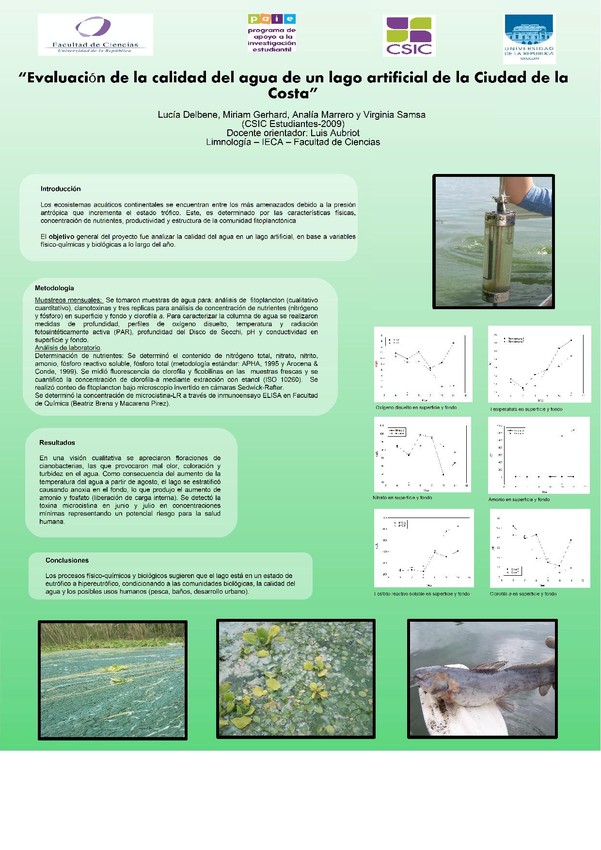 Facultad de Ciencias
Universidad de la República
paie
programa de
apoyo a la
investigación
estudiantil
CSIC
UNIVERSIDAD
DE LA REPÚBLICA
URUGUAY
“Evaluación de la calidad del agua de un lago artificial de la Ciudad de la
Costa”
Lucía Delbene, Miriam Gerhard, Analía Marrero y Virginia Samsa
(CSIC Estudiantes-2009)
Docente orientador: Luis Aubriot
Limnología – IECA – Facultad de Ciencias
Introducción
Los ecosistemas acuáticos continentales se encuentran entre los más amenazados debido a la presión
antrópica que incrementa el estado trófico. Este, es determinado por las características físicas,
concentración de nutrientes, productividad y estructura de la comunidad fitoplanctónica
El objetivo general del proyecto fue analizar la calidad del agua en un lago artificial, en base a variables
físico-químicas y biológicas a lo largo del año.
Metodología
Muestreos mensuales: Se tomaron muestras de agua para: análisis de fitoplancton (cualitativo
cuantitativo), cianotoxinas y tres replicas para análisis de concentración de nutrientes (nitrógeno
y fósforo) en superficie y fondo y clorofila a. Para caracterizar la columna de agua se realizaron
medidas de profundidad, perfiles de oxígeno disuelto, temperatura y radiación
fotosintéticamente activa (PAR), profundidad del Disco de Secchi, pH y conductividad en
superficie y fondo.
Análisis de laboratorio.
Determinación de nutrientes: Se determinó el contenido de nitrógeno total, nitrato, nitrito,
amonio, fósforo reactivo soluble, fósforo total (metodología estándar: APHA, 1995 y Arocena &
Conde, 1999). Se midió fluorescencia de clorofila y ficobilinas en las muestras frescas y se
cuantificó la concentración de clorofila-a mediante extracción con etanol (ISO 10260). Se
realizó conteo de fitoplancton bajo microscopio invertido en cámaras Sedwick-Rafter.
Se determinó la concentración de microcistina-LR a través de inmunoensayo ELISA en Facultad
de Química (Beatriz Brena y Macarena Pirez).
Oxígeno disuelto en superficie y fondo
Temperatura en superficie y fondo
Nitrato en superficie y fondo
Amonio en superficie y fondo
Resultados
En una visión cualitativa se apreciaron floraciones de
cianobacterias, las que provocaron mal olor, coloración y
turbidez en el agua. Como consecuencia del aumento de la
temperatura del agua a partir de agosto, el lago se estratificó
causando anoxia en el fondo, lo que produjo el aumento de
amonio y fosfato (liberación de carga interna). Se detectó la
toxina microcistina en junio y julio en concentraciones
mínimas representando un potencial riesgo para la salud
humana.
Fosfato reactivo soluble en superficie y fondo
Clorofila a en superficie y fondo
Conclusiones
Los procesos físico-químicos y biológicos sugieren que el lago está en un estado de
eutrófico a hipereutrófico, condicionando a las comunidades biológicas, la calidad del
agua y los posibles usos humanos (pesca, baños, desarrollo urbano).